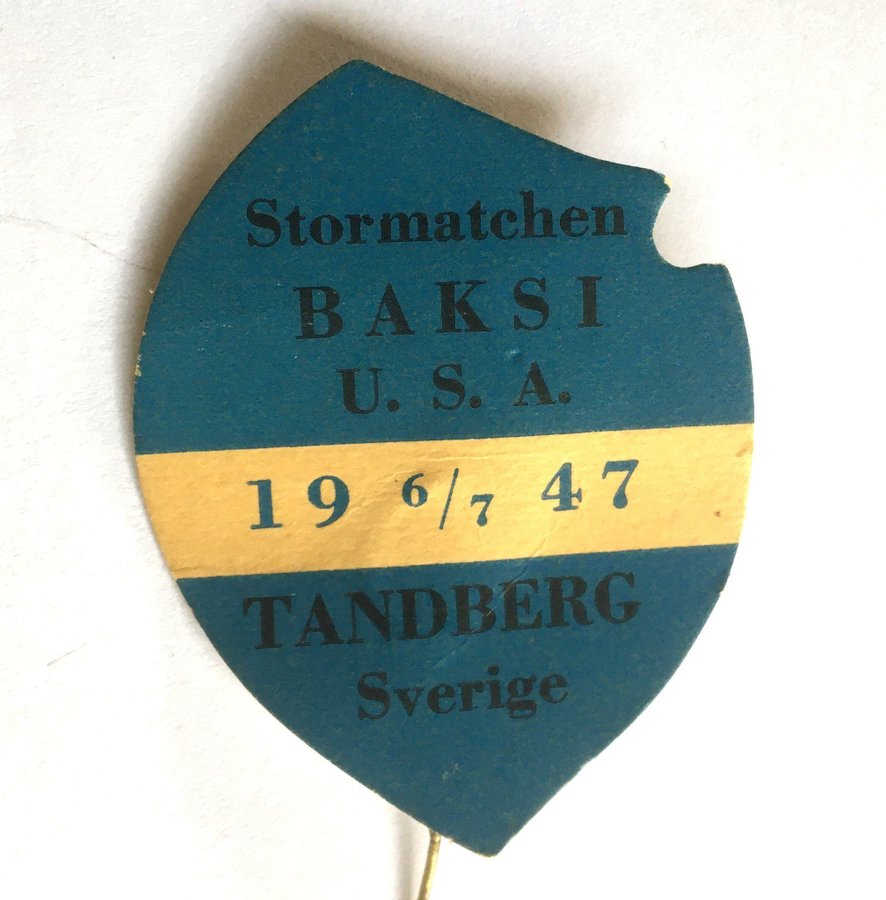 Stormatchen
BAKSI
U. S. A.
19 6/7 47
TANDBERG
Sverige